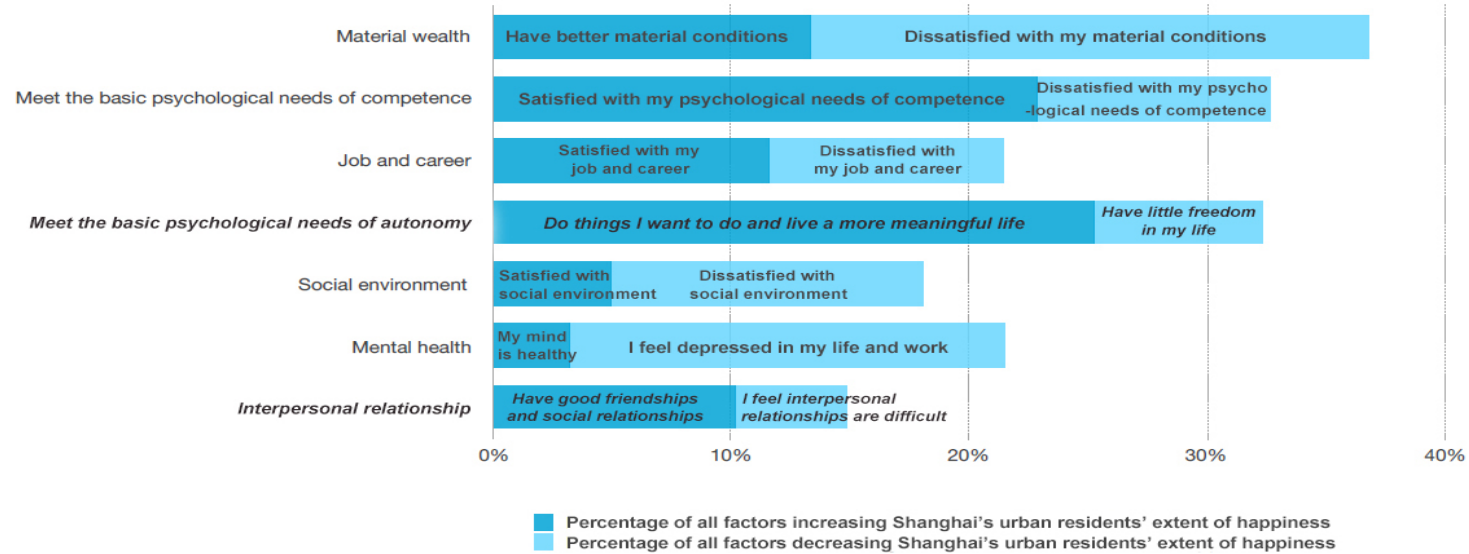 Material wealth
Have better material conditions
Dissatisfied with my material conditions
Meet the basic psychological needs of competence
Satisfied with my psychological needs of competence
Dissatisfied with my psycho
-logical needs of competence
Job and career
Satisfied with my
job and career
Dissatisfied with
my job and career
Meet the basic psychological needs of autonomy
Do things I want to do and live a more meaningful life
Have little freedom
in my life
Social environment
Satisfied with
social environment
Dissatisfied with
social environment
Mental health
My mind
is healthy
I feel depressed in my life and work
Interpersonal relationship
Have good friendships
and social relationships
I feel interpersonal
relationships are difficult
0%
10%
20%
30%
40%
Percentage of all factors increasing Shanghai's urban residents' extent of happiness
Percentage of all factors decreasing Shanghai's urban residents' extent of happiness